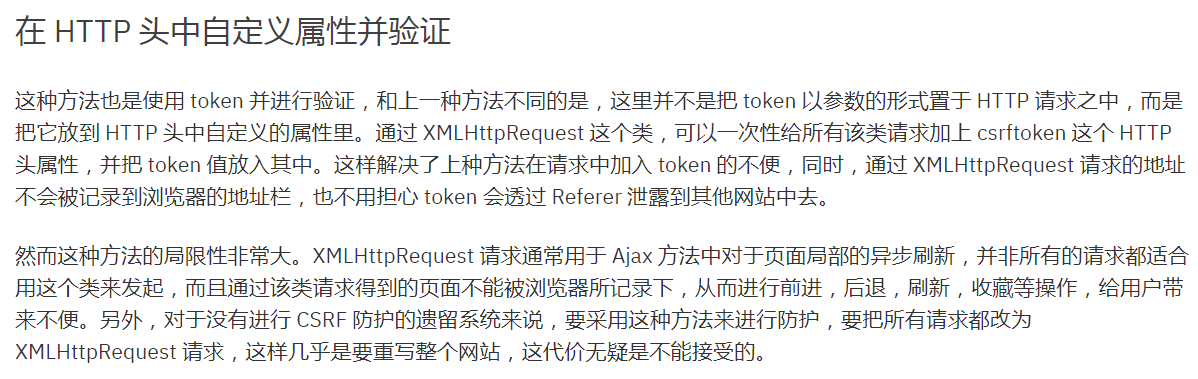 在 HTTP 头中自定义属性并验证
这种方法也是使用 token 并进行验证，和上一种方法不同的是，这里并不是把 token 以参数的形式置于 HTTP 请求之中，而是
把它放到 HTTP 头中自定义的属性里。通过 XMLHttpRequest 这个类，可以一次性给所有该类请求加上 csrftoken 这个 HTTP
头属性，并把 token 值放入其中。这样解决了上种方法在请求中加入 token 的不便，同时，通过 XMLHttpRequest 请求的地址
不会被记录到浏览器的地址栏，也不用担心 token 会透过 Referer 泄露到其他网站中去。
然而这种方法的局限性非常大。XMLHttpRequest 请求通常用于 Ajax 方法中对于页面局部的异步刷新，并非所有的请求都适合
用这个类来发起，而且通过该类请求得到的页面不能被浏览器所记录下，从而进行前进，后退，刷新，收藏等操作，给用户带
来不便。另外，对于没有进行 CSRF 防护的遗留系统来说，要采用这种方法来进行防护，要把所有请求都改为
XMLHttpRequest 请求，这样几乎是要重写整个网站，这代价无疑是不能接受的。